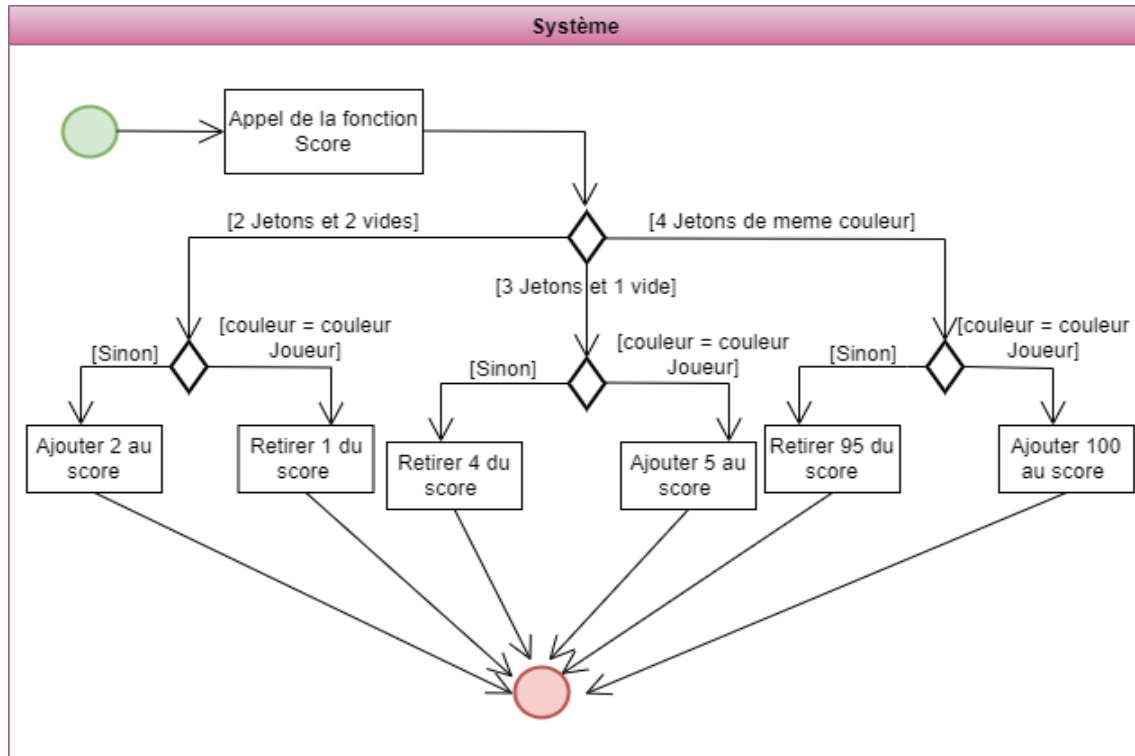 Système
Appel de la fonction
Score
[2 Jetons et 2 vides]
[4 Jetons de meme couleur]
[3 Jetons et 1 vide]
[couleur = couleur
Joueur]
[Sinon]
[couleur = couleur
Joueur]
[Sinon]
[couleur = couleur
Joueur]
[Sinon]
Ajouter 2 au
score
Retirer 1 du
score
Retirer 4 du
score
Ajouter 5 au
score
Retirer 95 du
score
Ajouter 100
au score